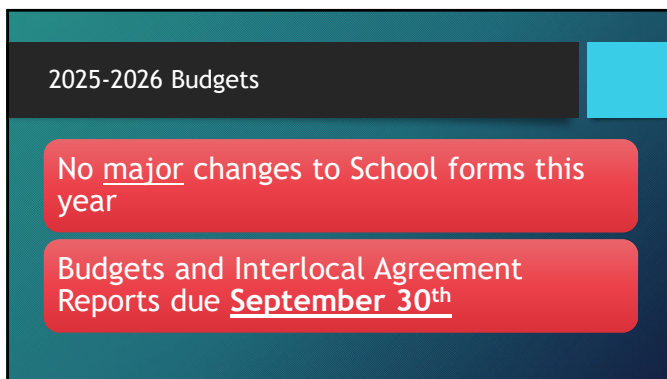 2025-2026 Budgets
No major changes to School forms this
year
Budgets and Interlocal Agreement
Reports due September 30th